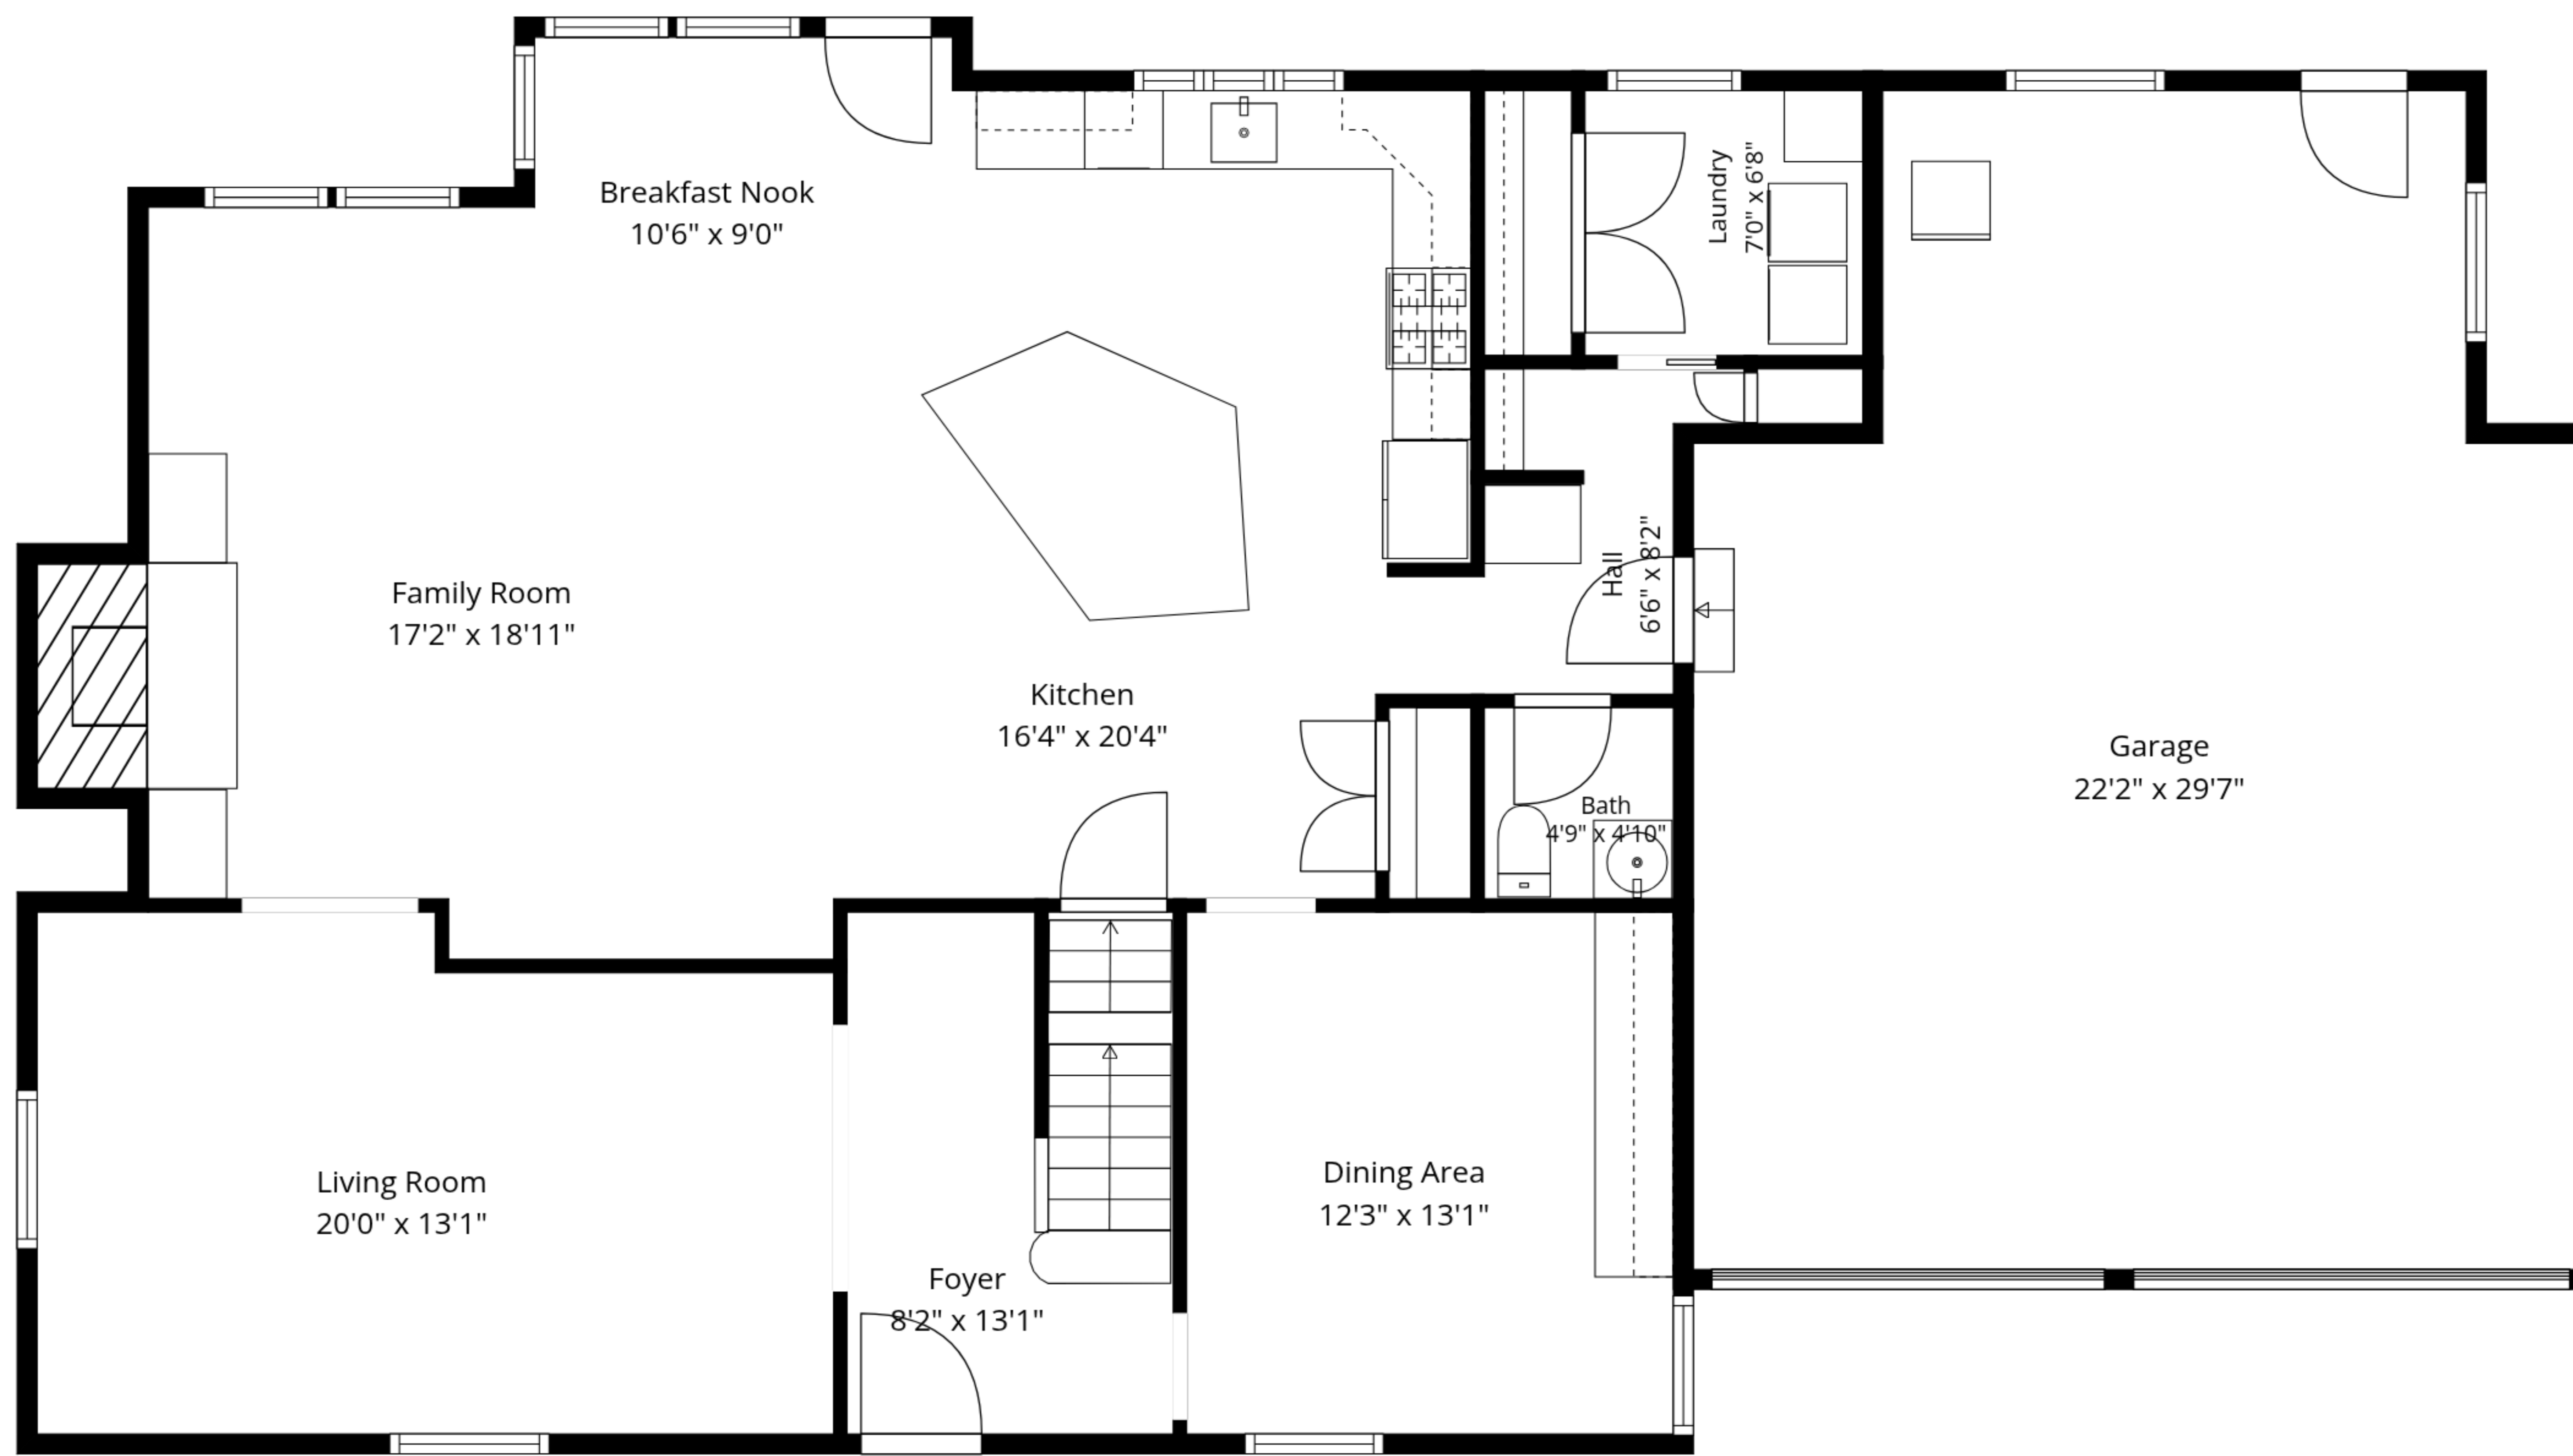 Breakfast Nook
10'6" x 9'0"
Laundry
7'0" x 6'8"
Family Room
17'2" x 18'11"
Hall
6'6" x 8'2"
Kitchen
16'4" x 20'4"
Garage
22'2" x 29'7"
Bath
4'9" x 4'10"
Living Room
20'0" x 13'1"
Dining Area
12'3" x 13'1"
Foyer
8'2" x 13'1"